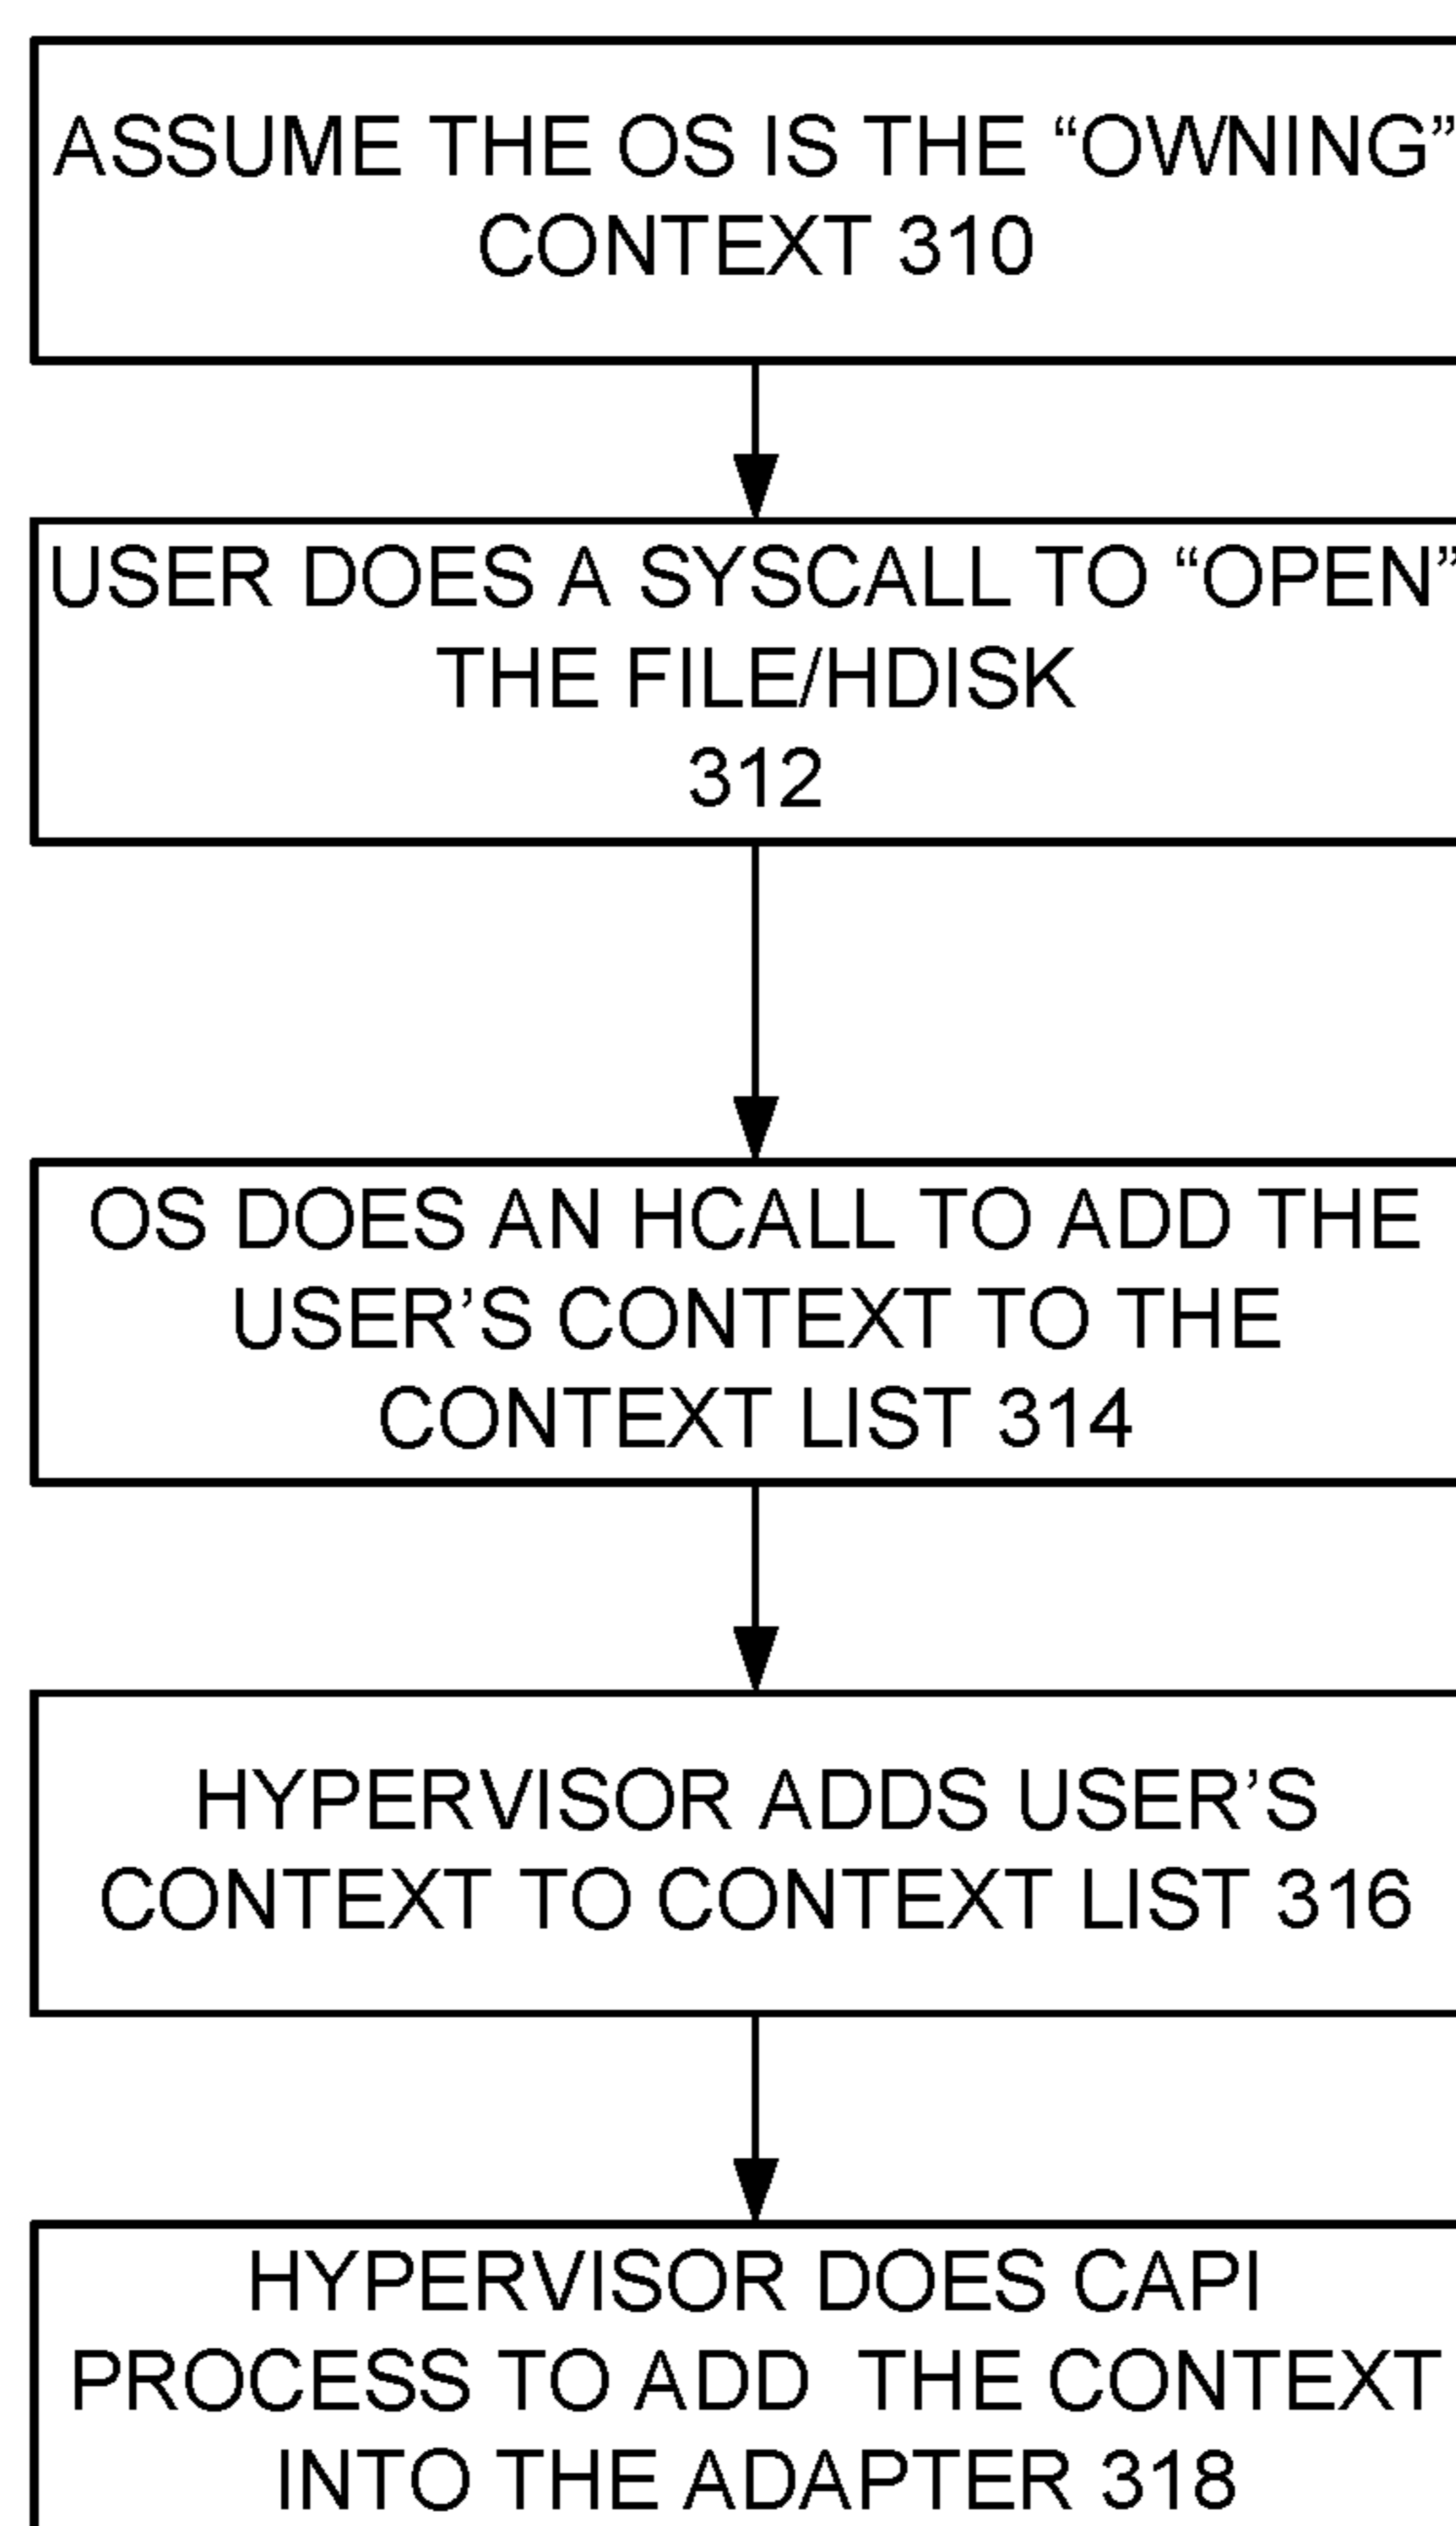 ASSUME THE OS IS THE “OWNING”
CONTEXT 310
USER DOES A SYSCALL TO “OPEN”
THE FILE/HDISK
312
OS DOES AN HCALL TO ADD THE
USER’S CONTEXT TO THE
CONTEXT LIST 314
HYPERVISOR ADDS USER’S
CONTEXT TO CONTEXT LIST 316
HYPERVISOR DOES CAPI
PROCESS TO ADD THE CONTEXT
INTO THE ADAPTER 318